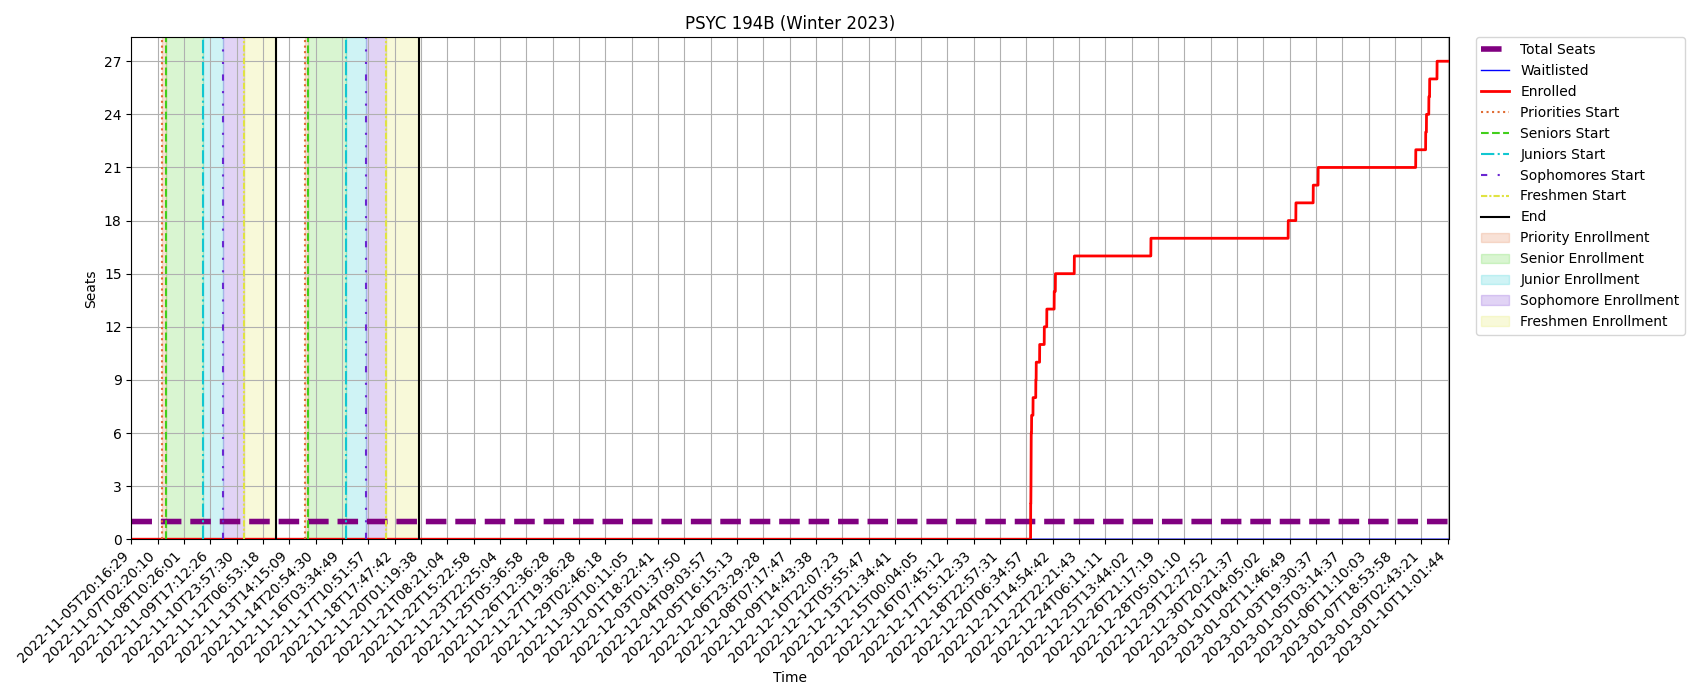 PSYC 194B (Winter 2023)
Seats
27
24
21
18
15
12
9
6
3
0
2022-11-05T20:16:29
2022-11-07T02:20:10
2022-11-08T10:26:01
2022-11-09T17:12:26
2022-11-10T23:57:30
2022-11-12T06:53:18
2022-11-13T14:15:09
2022-11-14T20:54:30
2022-11-16T03:34:49
2022-11-17T10:51:57
2022-11-18T17:47:42
2022-11-20T01:19:38
2022-11-21T08:21:04
2022-11-22T15:22:58
2022-11-23T22:25:04
2022-11-25T05:36:58
2022-11-26T12:36:28
2022-11-27T19:36:28
2022-11-29T02:46:18
2022-11-30T10:11:05
2022-12-01T18:22:41
2022-12-03T01:37:50
2022-12-04T09:03:57
2022-12-05T16:15:13
2022-12-06T23:29:28
2022-12-08T07:17:47
2022-12-09T14:43:38
2022-12-10T22:07:23
2022-12-12T05:55:47
2022-12-13T12:34:41
2022-12-15T00:04:05
2022-12-16T07:45:12
2022-12-17T15:12:33
2022-12-18T22:57:31
2022-12-20T06:34:57
2022-12-21T14:54:42
2022-12-22T22:21:43
2022-12-24T06:11:11
2022-12-25T13:44:02
2022-12-26T21:17:19
2022-12-28T05:01:10
2022-12-29T12:27:52
2022-12-30T20:21:37
2023-01-01T04:05:02
2023-01-02T11:46:49
2023-01-03T19:30:37
2023-01-05T03:14:37
2023-01-06T11:10:03
2023-01-07T18:53:58
2023-01-09T02:43:21
2023-01-10T11:01:44
Time
Total Seats
Waitlisted
Enrolled
Priorities Start
Seniors Start
Juniors Start
Sophomores Start
Freshmen Start
End
Priority Enrollment
Senior Enrollment
Junior Enrollment
Sophomore Enrollment
Freshmen Enrollment